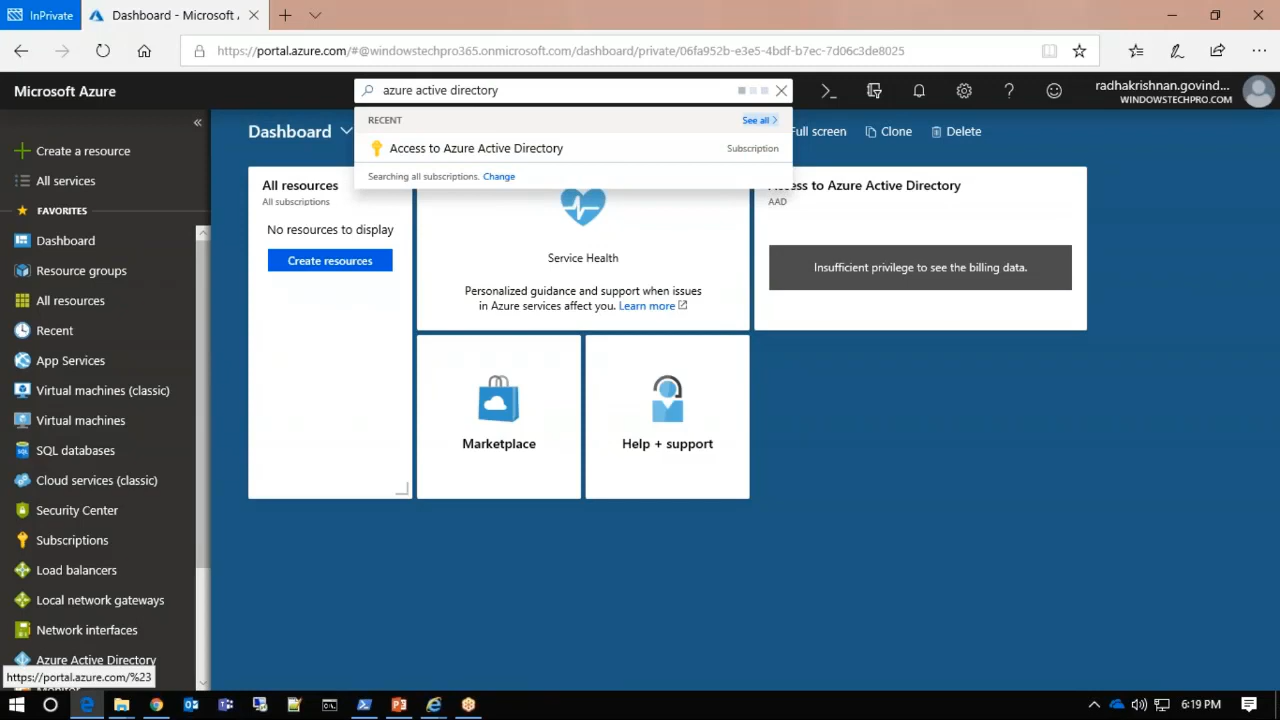 InPrivate
Dashboard - Microsoft A
https://portal.azure.com/#@windowstechpro365.onmicrosoft.com/dashboard/private/06fa952b-e3e5-4bdf-b7ec-7d06c3de8025
Microsoft Azure
azure active directory
radhakrishnan.govind...
WINDOWSTECHPRO.COM
RECENT
See all >
Access to Azure Active Directory
Subscription
Searching all subscriptions. Change
Create a resource
All services
FAVORITES
Dashboard
Resource groups
All resources
Recent
App Services
Virtual machines (classic)
Virtual machines
SQL databases
Cloud services (classic)
Security Center
Subscriptions
Load balancers
Local network gateways
Network interfaces
Azure Active Directory
https://portal.azure.com/%23
Dashboard
Full screen
Clone
Delete
All resources
All subscriptions
No resources to display
Create resources
Service Health
Personalized guidance and support when issues
in Azure services affect you. Learn more
Access to Azure Active Directory
AAD
Insufficient privilege to see the billing data.
Marketplace
Help + support
6:19 PM